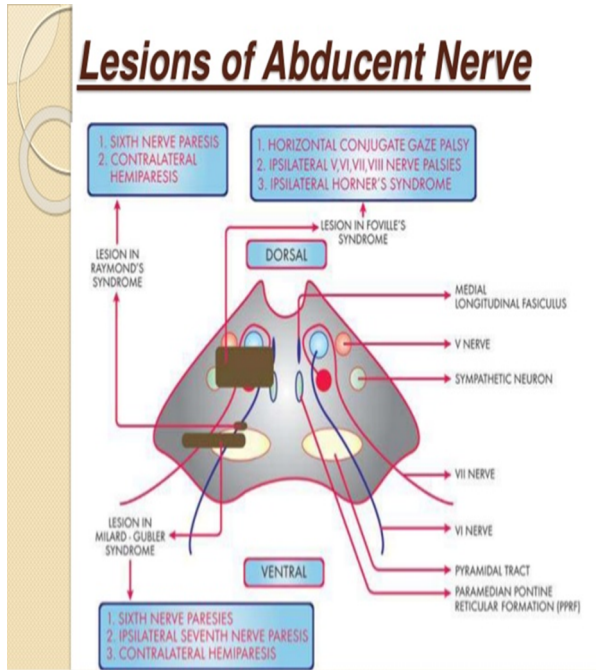 Lesions of Abducent Nerve
1. SIXTH NERVE PARESIS
2. CONTRALATERAL
HEMIPARESIS
1. HORIZONTAL CONJUGATE GAZE PALSY
2. IPSILATERAL V,VI,VII,VIII NERVE PALSIES
3. IPSILATERAL HORNER'S SYNDROME
LESION IN FOVILLE'S
SYNDROME
LESION IN
RAYMOND'S
SYNDROME
DORSAL
MEDIAL
LONGITUDINAL FASICULUS
V NERVE
SYMPATHETIC NEURON
VII NERVE
VI NERVE
PYRAMIDAL TRACT
PARAMEDIAN PONTINE
RETICULAR FORMATION (PPRF)
LESION IN
MILARD - GUBLER
SYNDROME
VENTRAL
1. SIXTH NERVE PARESIES
2. IPSILATERAL SEVENTH NERVE PARESIS
3. CONTRALATERAL HEMIPARESIS